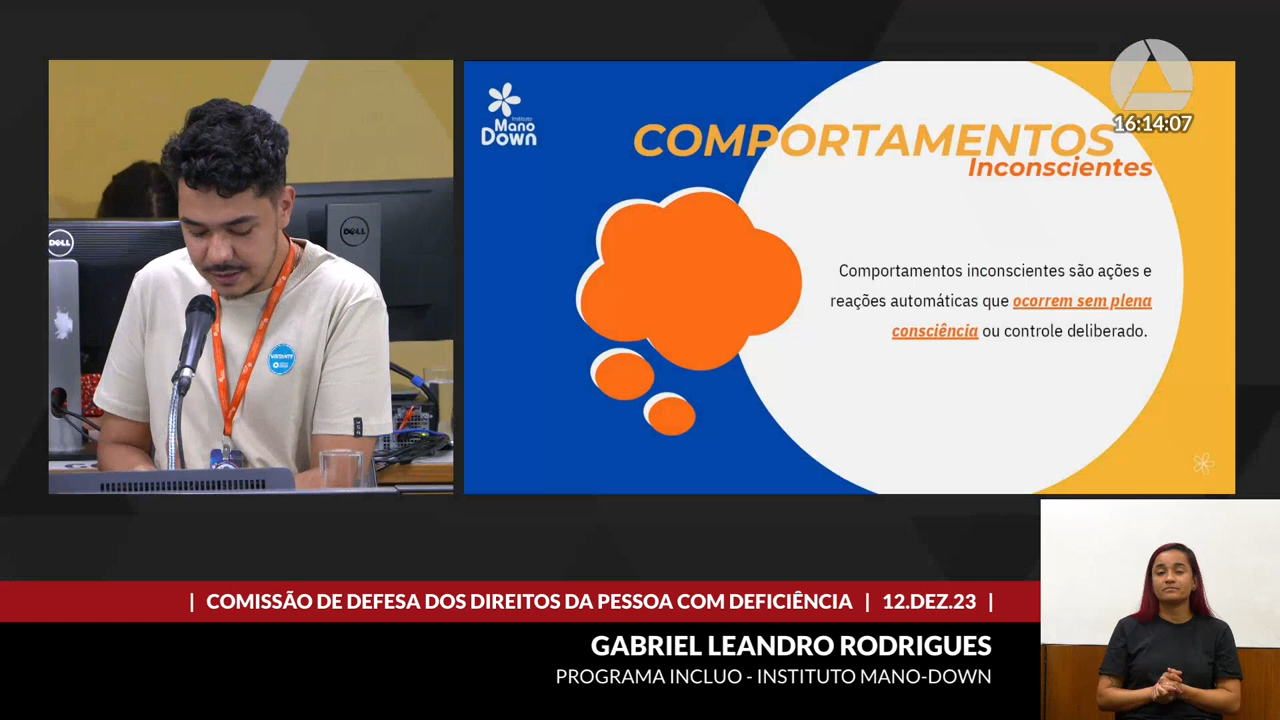 16:14:07
Instituto
Mano
Down
COMPORTAMENTOS
Inconscientes
Comportamentos inconscientes são ações e
reações automáticas que ocorrem sem plena
consciência ou controle deliberado.
DELL
DELL
VISITANTE
| COMISSÃO DE DEFESA DOS DIREITOS DA PESSOA COM DEFICIÊNCIA | 12.DEZ.23 |
GABRIEL LEANDRO RODRIGUES
PROGRAMA INCLUO - INSTITUTO MANO-DOWN